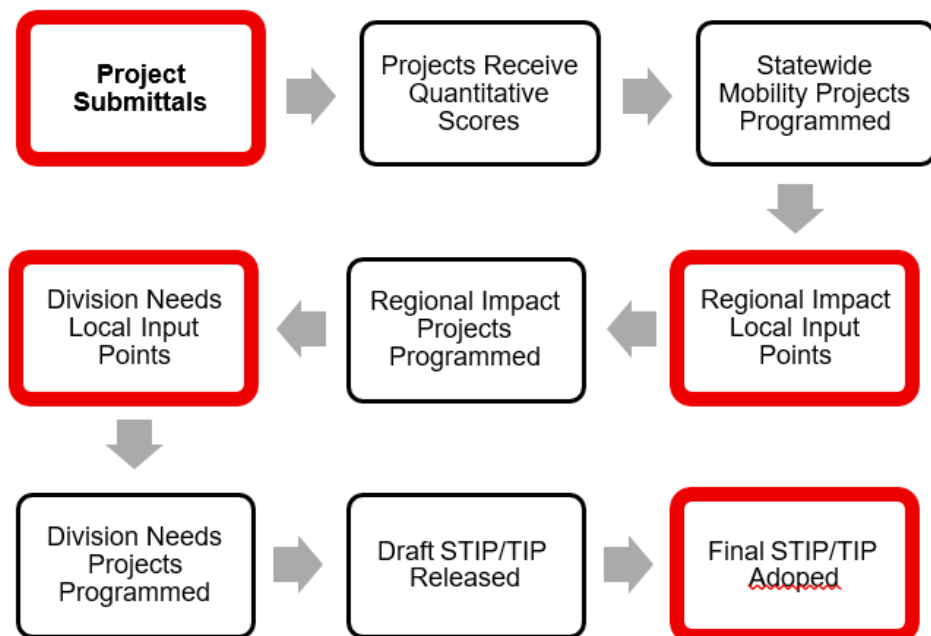 Project
Submittals
Projects Receive
Quantitative
Scores
Statewide
Mobility Projects
Programmed
Regional Impact
Local Input
Points
Regional Impact
Projects
Programmed
Division Needs
Local Input
Points
Division Needs
Projects
Programmed
Draft STIP/TIP
Released
Final STIP/TIP
Adoped